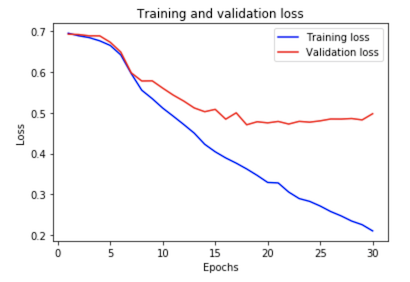 Training and validation loss
Training loss
Validation loss
0.7
0.6
0.5
0.4
0.3
0.2
Loss
0 5 10 15 20 25 30
Epochs